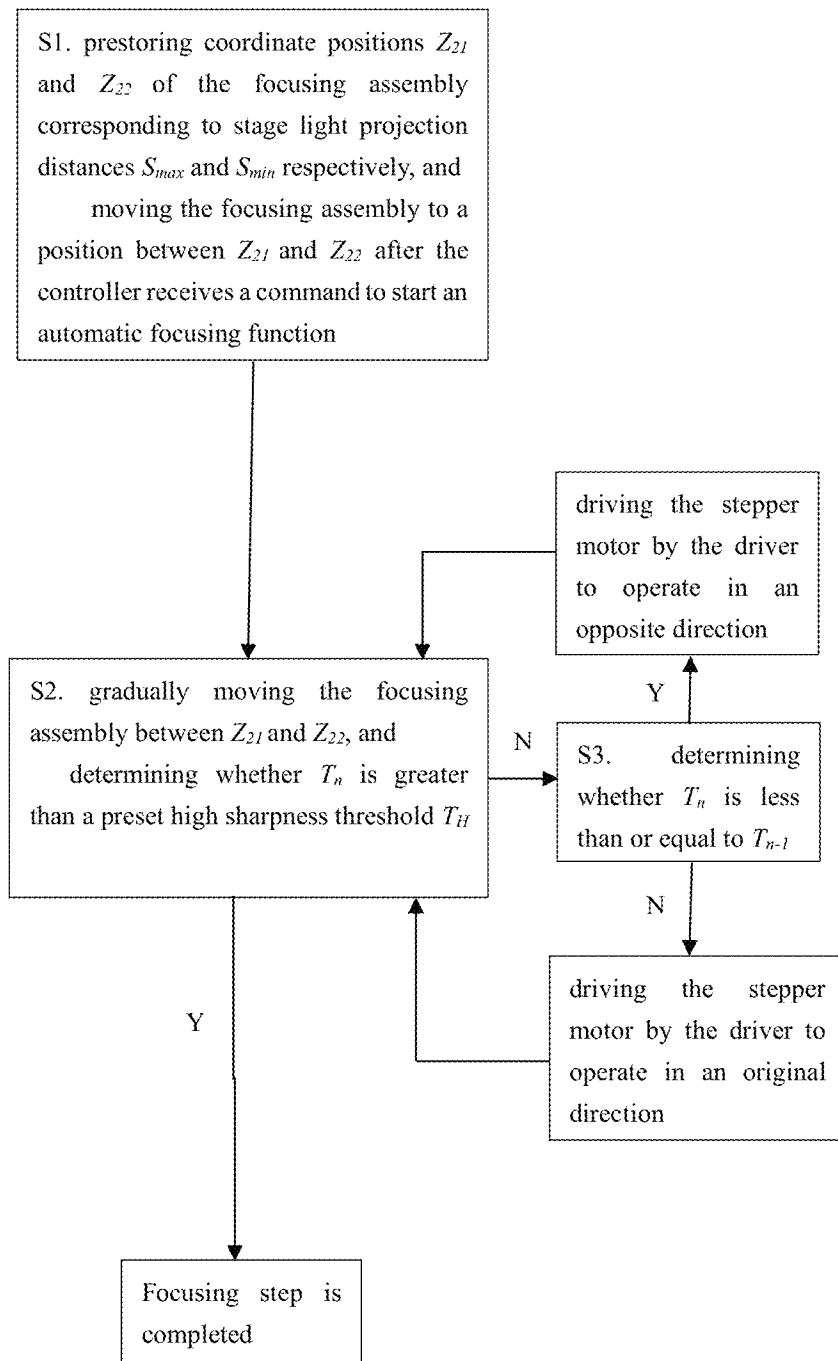 S1. prestoring coordinate positions Z21
and Z22 of the focusing assembly
corresponding to stage light projection
distances Smax and Smin respectively, and
moving the focusing assembly to a
position between Z21 and Z22 after the
controller receives a command to start an
automatic focusing function
driving the stepper
motor by the driver
to operate in an
opposite direction
Y
S2. gradually moving the focusing
assembly between Z21 and Z22, and
determining whether Tn is greater
than a preset high sharpness threshold TH
N
S3. determining
whether Tn is less
than or equal to Tn-1
N
driving the stepper
motor by the driver to
operate in an original
direction
Y
Focusing step is
completed